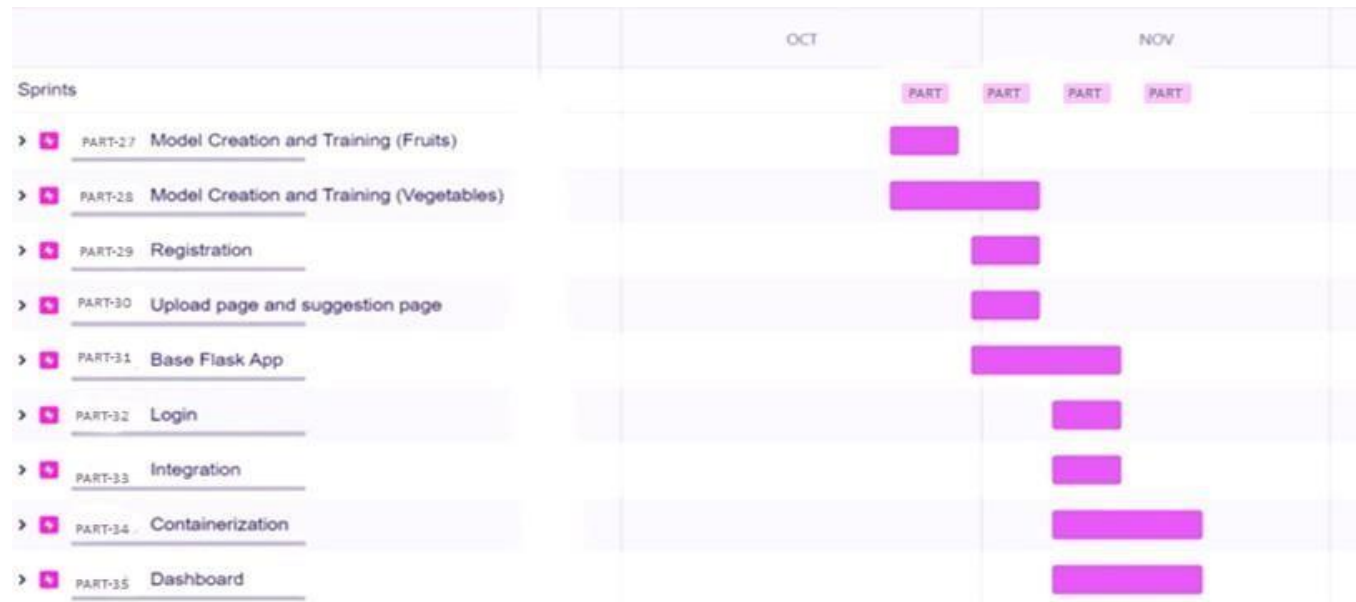 OCT NOV
Sprints PART PART PART PART
PART-27 Model Creation and Training (Fruits)
PART-28 Model Creation and Training (Vegetables)
PART-29 Registration
PART-30 Upload page and suggestion page
PART-31 Base Flask App
PART-32 Login
PART-33 Integration
PART-34 Containerization
PART-35 Dashboard